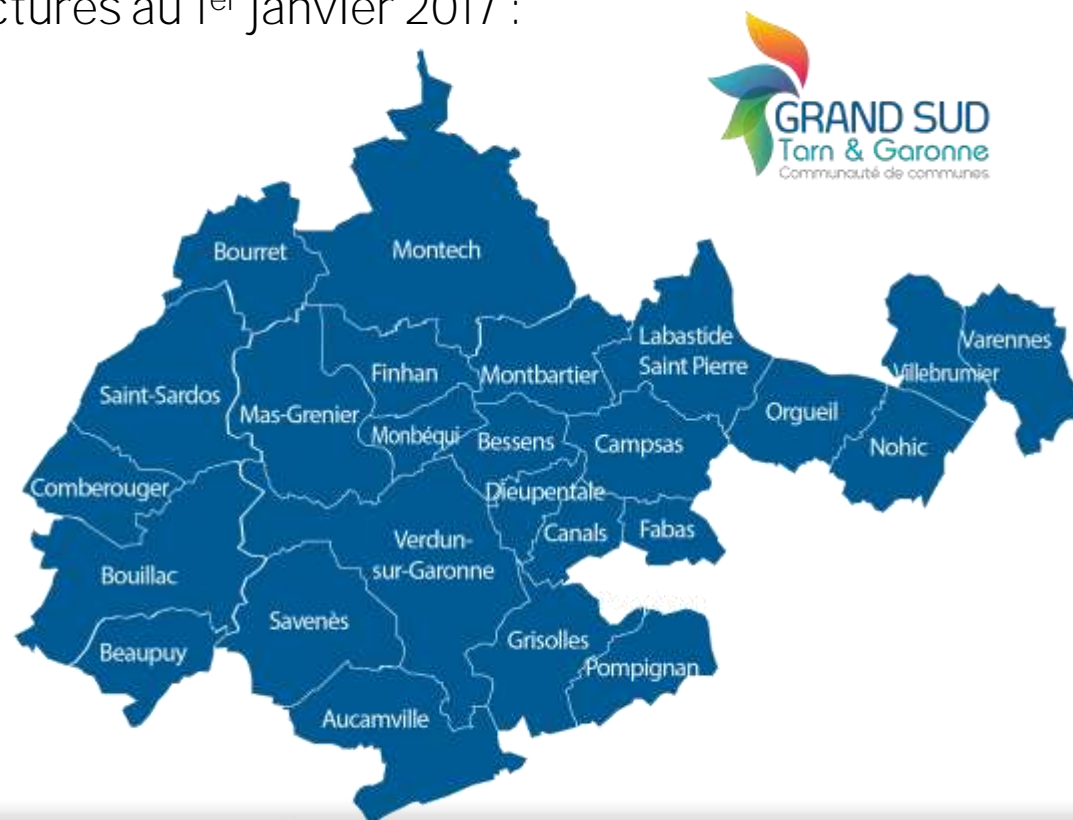 ctures au 1er janvier 2017 :
GRAND SUD
Tarn & Garonne
Communauté de communes
Bourret
Montech
Labastide
Saint Pierre
Varennes
Villebrumier
Finhan
Montbartier
Saint-Sardos
Mas-Grenier
Orgueil
Monbéqui
Bessens
Campsas
Nohic
Comberouger
Dieupentale
Canals
Fabas
Verdun-
sur-Garonne
Bouillac
Savenès
Grisolles
Beaupuy
Pompignan
Aucamville